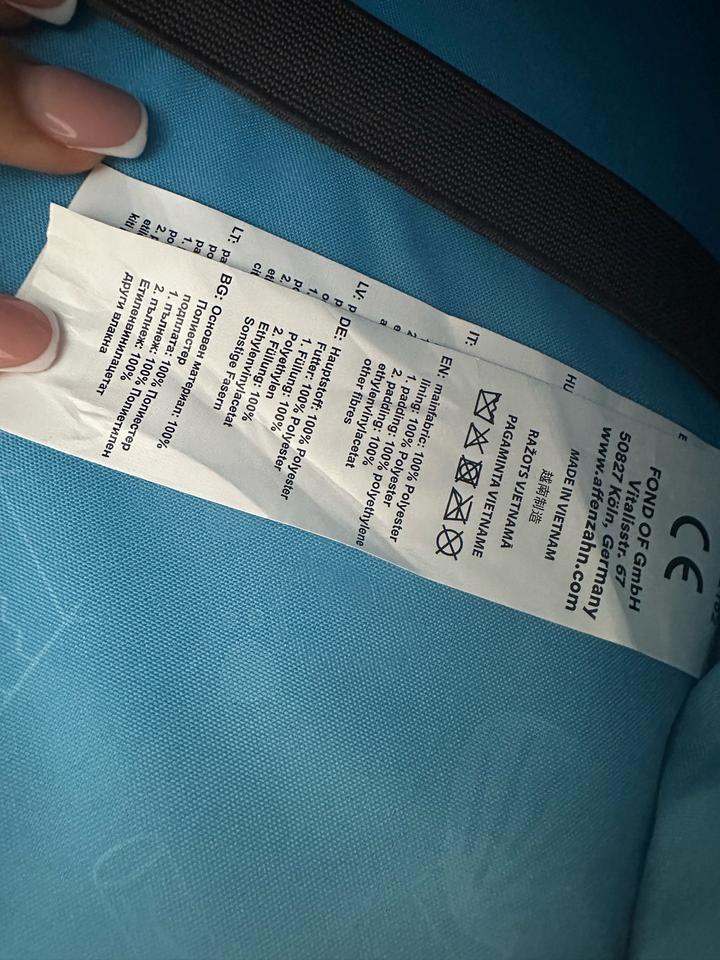 CE
FOND OF GmbH
Vitalisstr. 67
50827 Köln, Germany
www.affenzahn.com
MADE IN VIETNAM
越南制造
RAŽOTS VJETNAMĀ
PAGAMINTA VIETNAME
EN: mainfabric: 100% Polyester
lining: 100% Polyester
1. padding: 100% Polyester
2. padding: 100% polyethylene
ethylenvinylacetat
other fibres
DE: Hauptstoff: 100% Polyester
Futter: 100% Polyester
1. Füllung: 100% Polyester
Polyethylen
2. Füllung: 100%
Ethylenvinylacetat
Sonstige Fasern
BG: Основен материал: 100%
Полиестер
подплата: 100% Полиестер
1. пълнеж: 100% Полиестер
2. пълнеж: 100% Полиетилен
Етиленвинилацетат
други влакна
E
HU
IT:
LV:
LT: